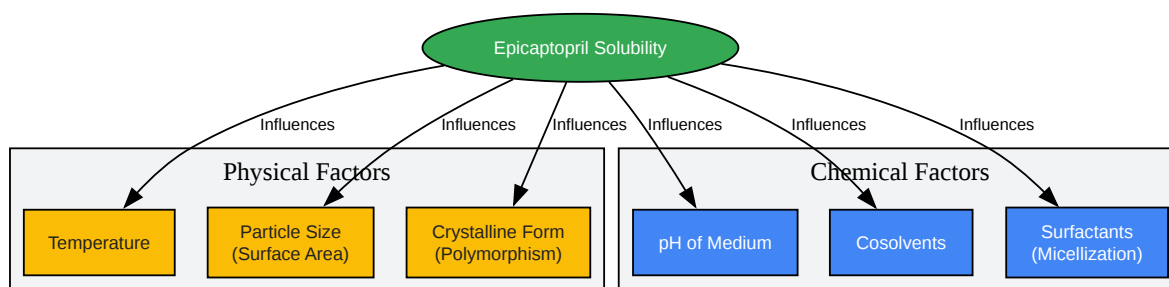 Epicaptopril Solubility
Influences
Influences
Influences
Influences
Influences
Influences
Physical Factors
Chemical Factors
Temperature
Particle Size
(Surface Area)
Crystalline Form
(Polymorphism)
pH of Medium
Cosolvents
Surfactants
(Micellization)